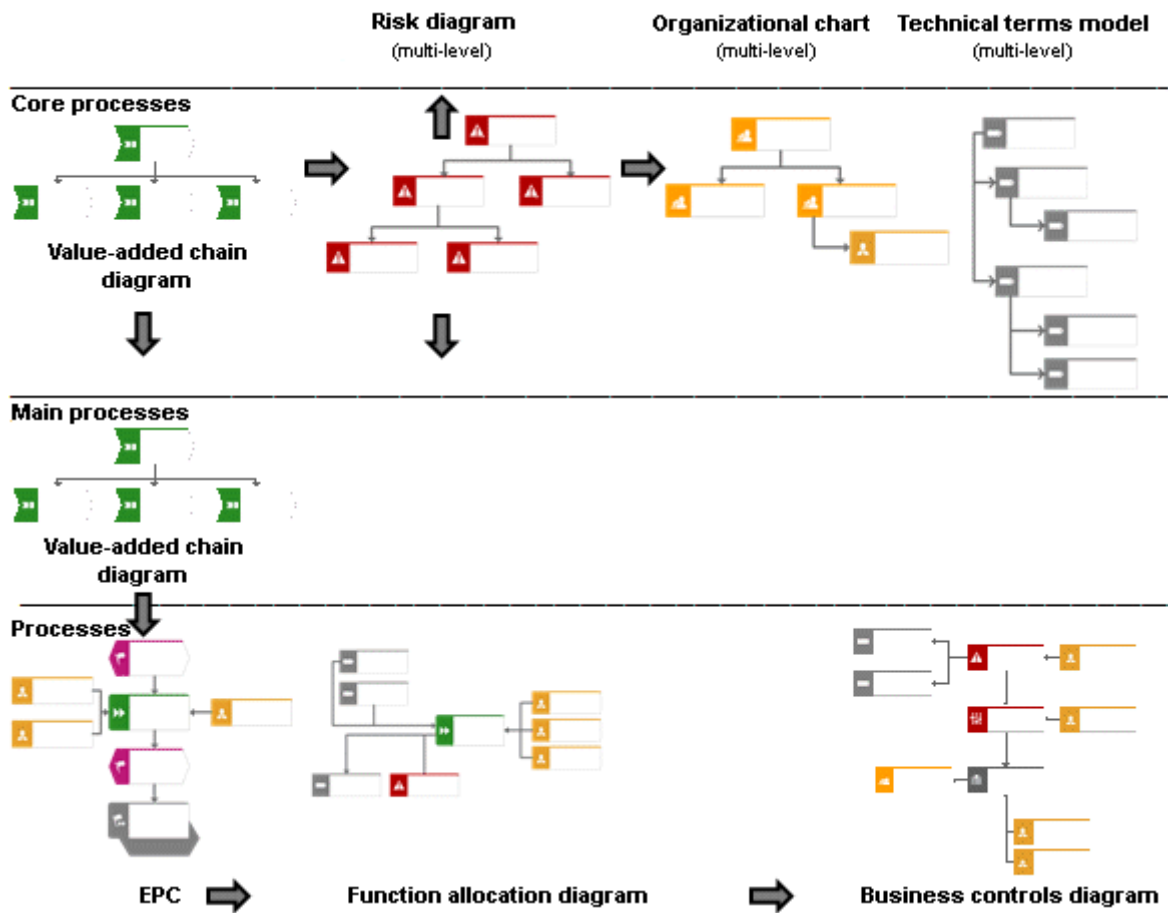 Risk diagram
(multi-level)
Organizational chart
(multi-level)
Technical terms model
(multi-level)
Core processes
Value-added chain
diagram
Main processes
Value-added chain
diagram
Processes
EPC
Function allocation diagram
Business controls diagram